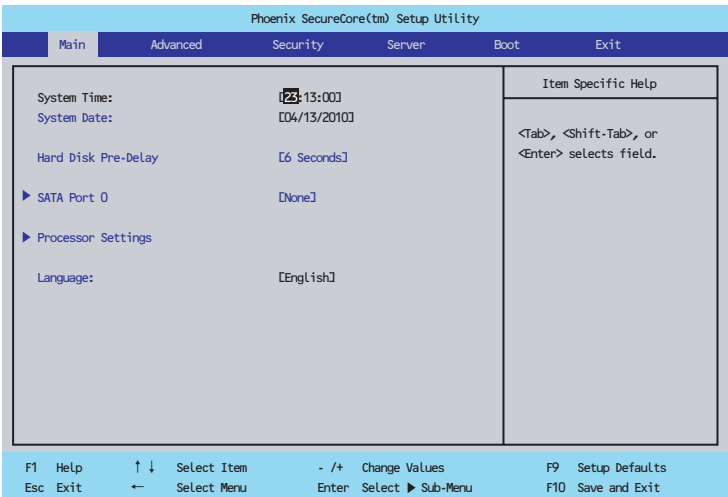 Phoenix SecureCore(tm) Setup Utility
Main Advanced Security Server Boot Exit
Item Specific Help
System Time: [23:13:00]
System Date: [04/13/2010]
<Tab>, <Shift-Tab>, or
<Enter> selects field.
Hard Disk Pre-Delay [6 Seconds]
▶ SATA Port 0 [None]
▶ Processor Settings
Language: [English]
F1 Help ↑ ↓ Select Item - /+ Change Values F9 Setup Defaults
Esc Exit ← Select Menu Enter Select ▶ Sub-Menu F10 Save and Exit